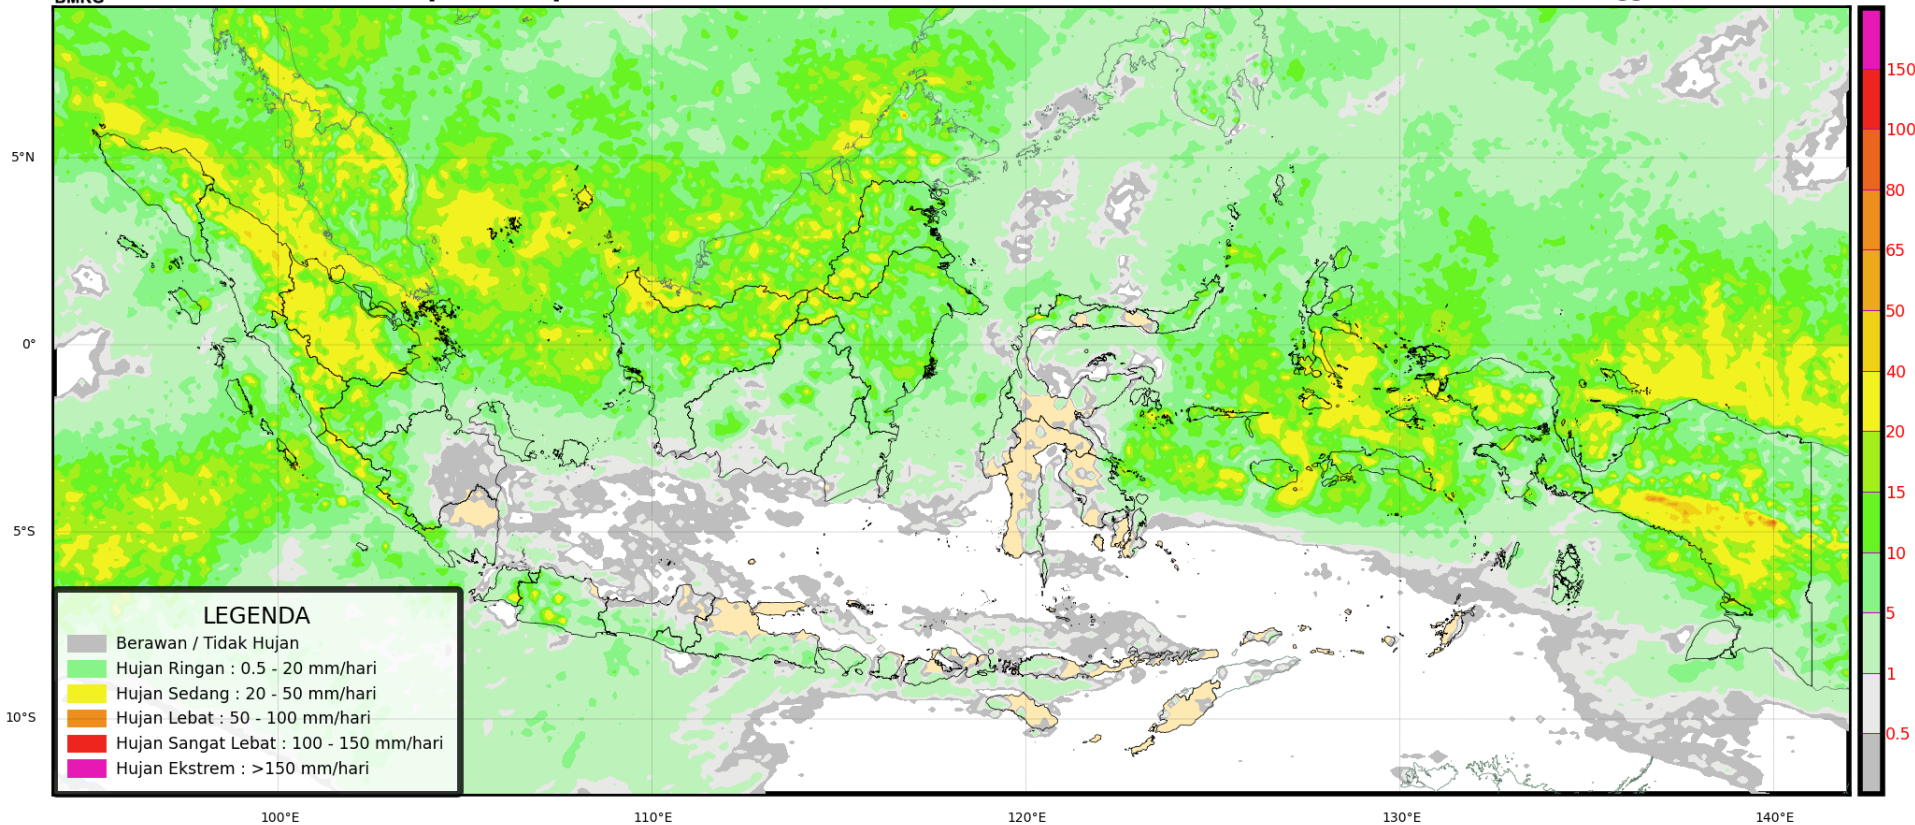 BMKG
5°N
0°
5°S
10°S
100°E
110°E
120°E
130°E
140°E
LEGENDA
Berawan / Tidak Hujan
Hujan Ringan : 0.5 - 20 mm/hari
Hujan Sedang : 20 - 50 mm/hari
Hujan Lebat : 50 - 100 mm/hari
Hujan Sangat Lebat : 100 - 150 mm/hari
Hujan Ekstrem : >150 mm/hari
150
100
80
65
50
40
20
15
10
5
1
0.5